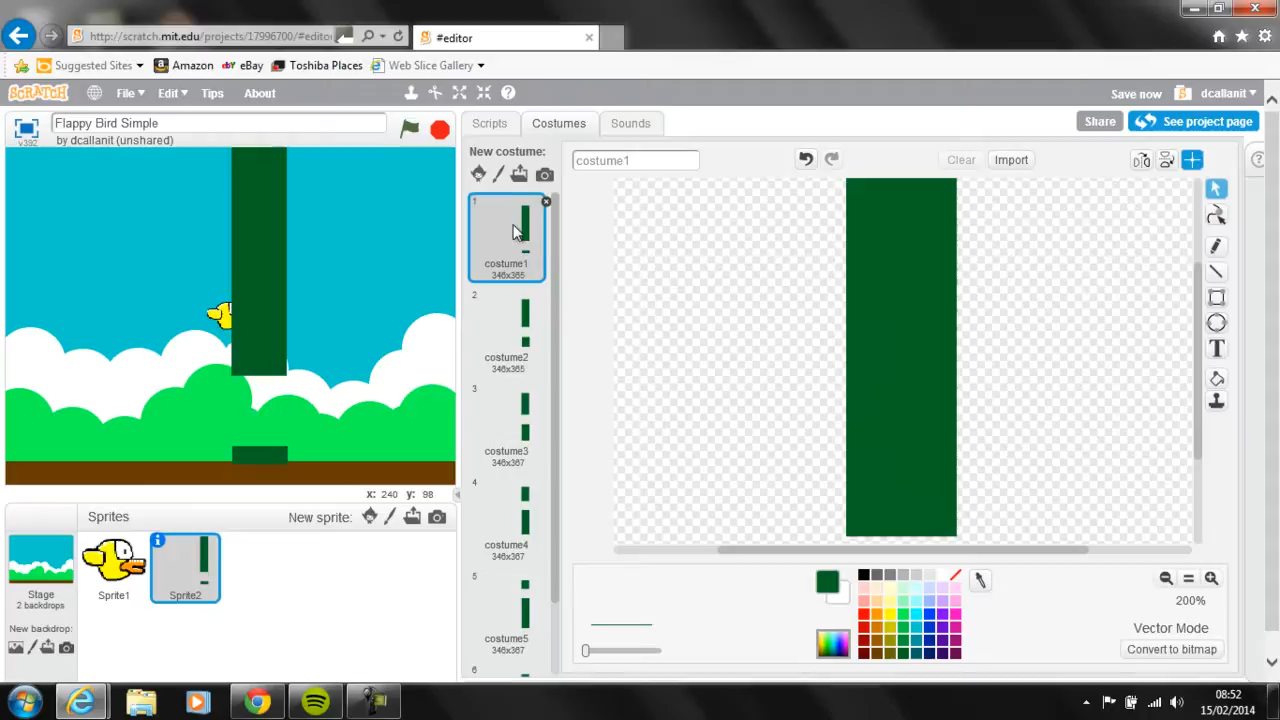 http://scratch.mit.edu/projects/17996700/#editor
#editor
Suggested Sites
Amazon
eBay
Toshiba Places
Web Slice Gallery
SCRATCH
File
Edit
Tips
About
Save now
dcallanit
Flappy Bird Simple
by dcallanit (unshared)
v392
Scripts
Costumes
Sounds
Share
See project page
New costume:
costume1
Clear
Import
1
costume1
346x365
2
costume2
346x365
3
costume3
346x367
4
costume4
346x367
5
costume5
346x367
6
x: 240 y: 98
Sprites
New sprite:
Stage
2 backdrops
New backdrop:
Sprite1
Sprite2
T
200%
Vector Mode
Convert to bitmap
08:52
15/02/2014